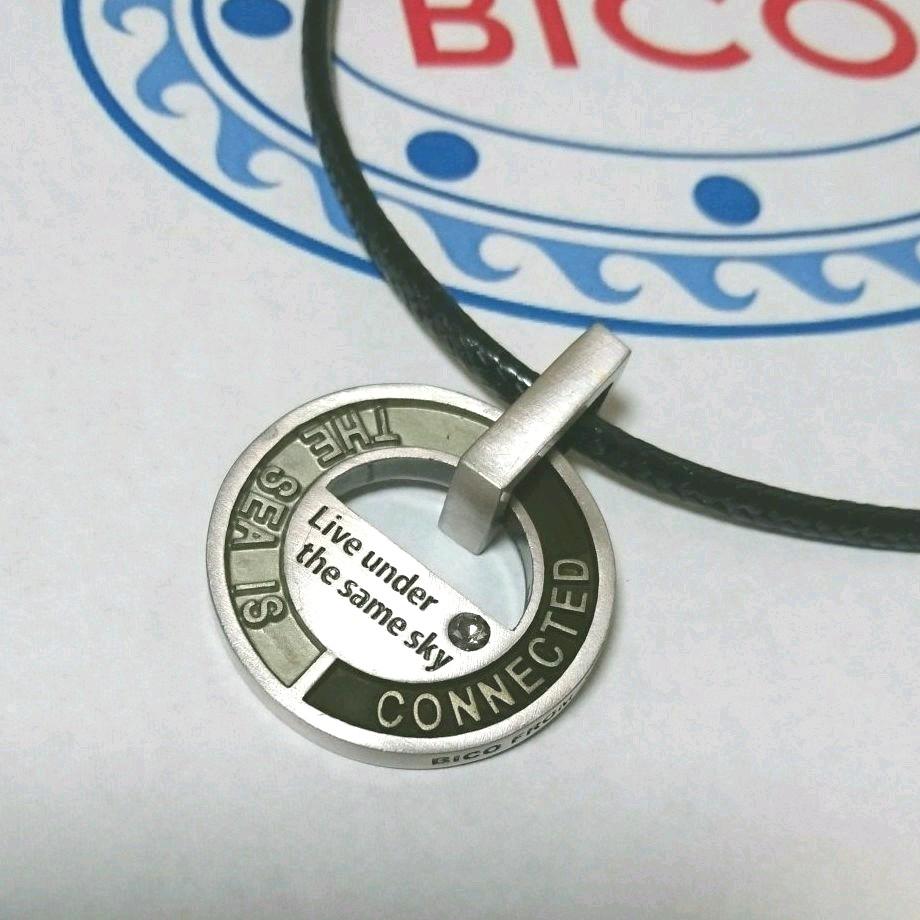 BICO
THE SEA IS
CONNECTED
Live under
the same sky
BICO FROM